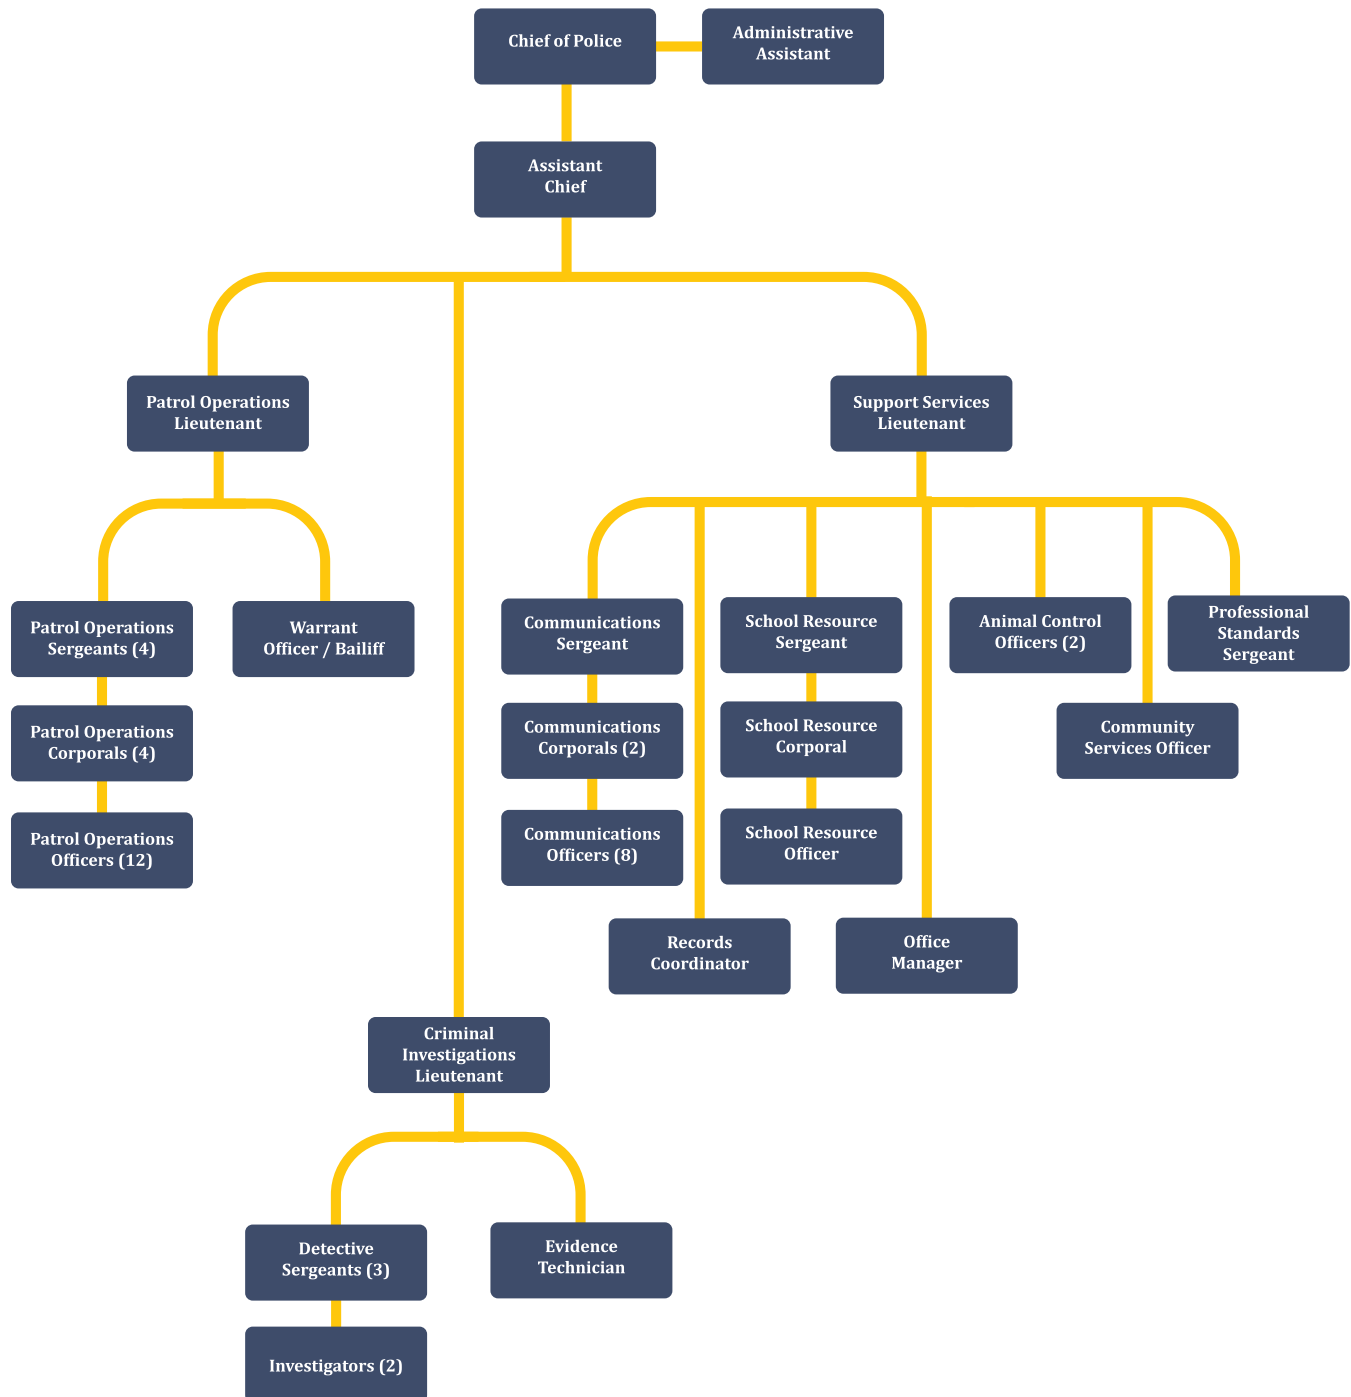 Chief of Police
Administrative
Assistant
Assistant
Chief
Patrol Operations
Lieutenant
Support Services
Lieutenant
Patrol Operations
Sergeants (4)
Warrant
Officer / Bailiff
Communications
Sergeant
School Resource
Sergeant
Animal Control
Officers (2)
Professional
Standards
Sergeant
Patrol Operations
Corporals (4)
Communications
Corporals (2)
School Resource
Corporal
Community
Services Officer
Patrol Operations
Officers (12)
Communications
Officers (8)
School Resource
Officer
Records
Coordinator
Office
Manager
Criminal
Investigations
Lieutenant
Detective
Sergeants (3)
Evidence
Technician
Investigators (2)